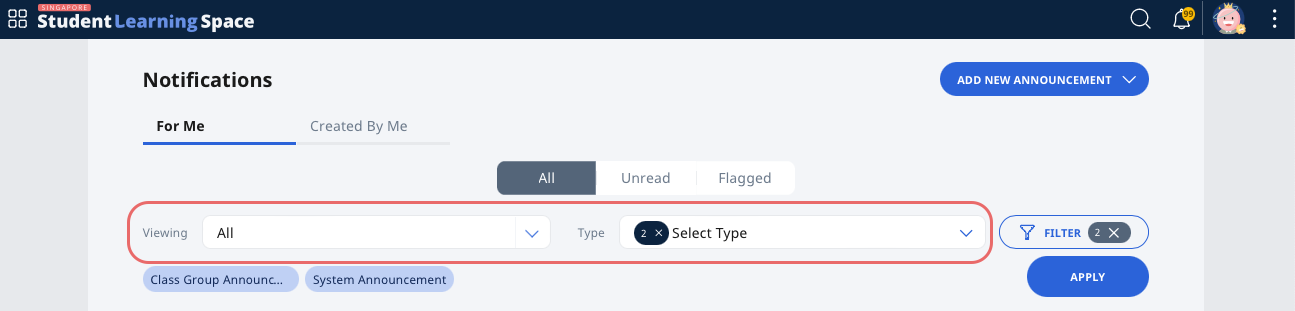 SINGAPORE
Student Learning Space
99
Notifications
ADD NEW ANNOUNCEMENT
For Me
Created By Me
All
Unread
Flagged
Viewing
All
Type
2 × Select Type
FILTER 2 ×
Class Group Announc...
System Announcement
APPLY